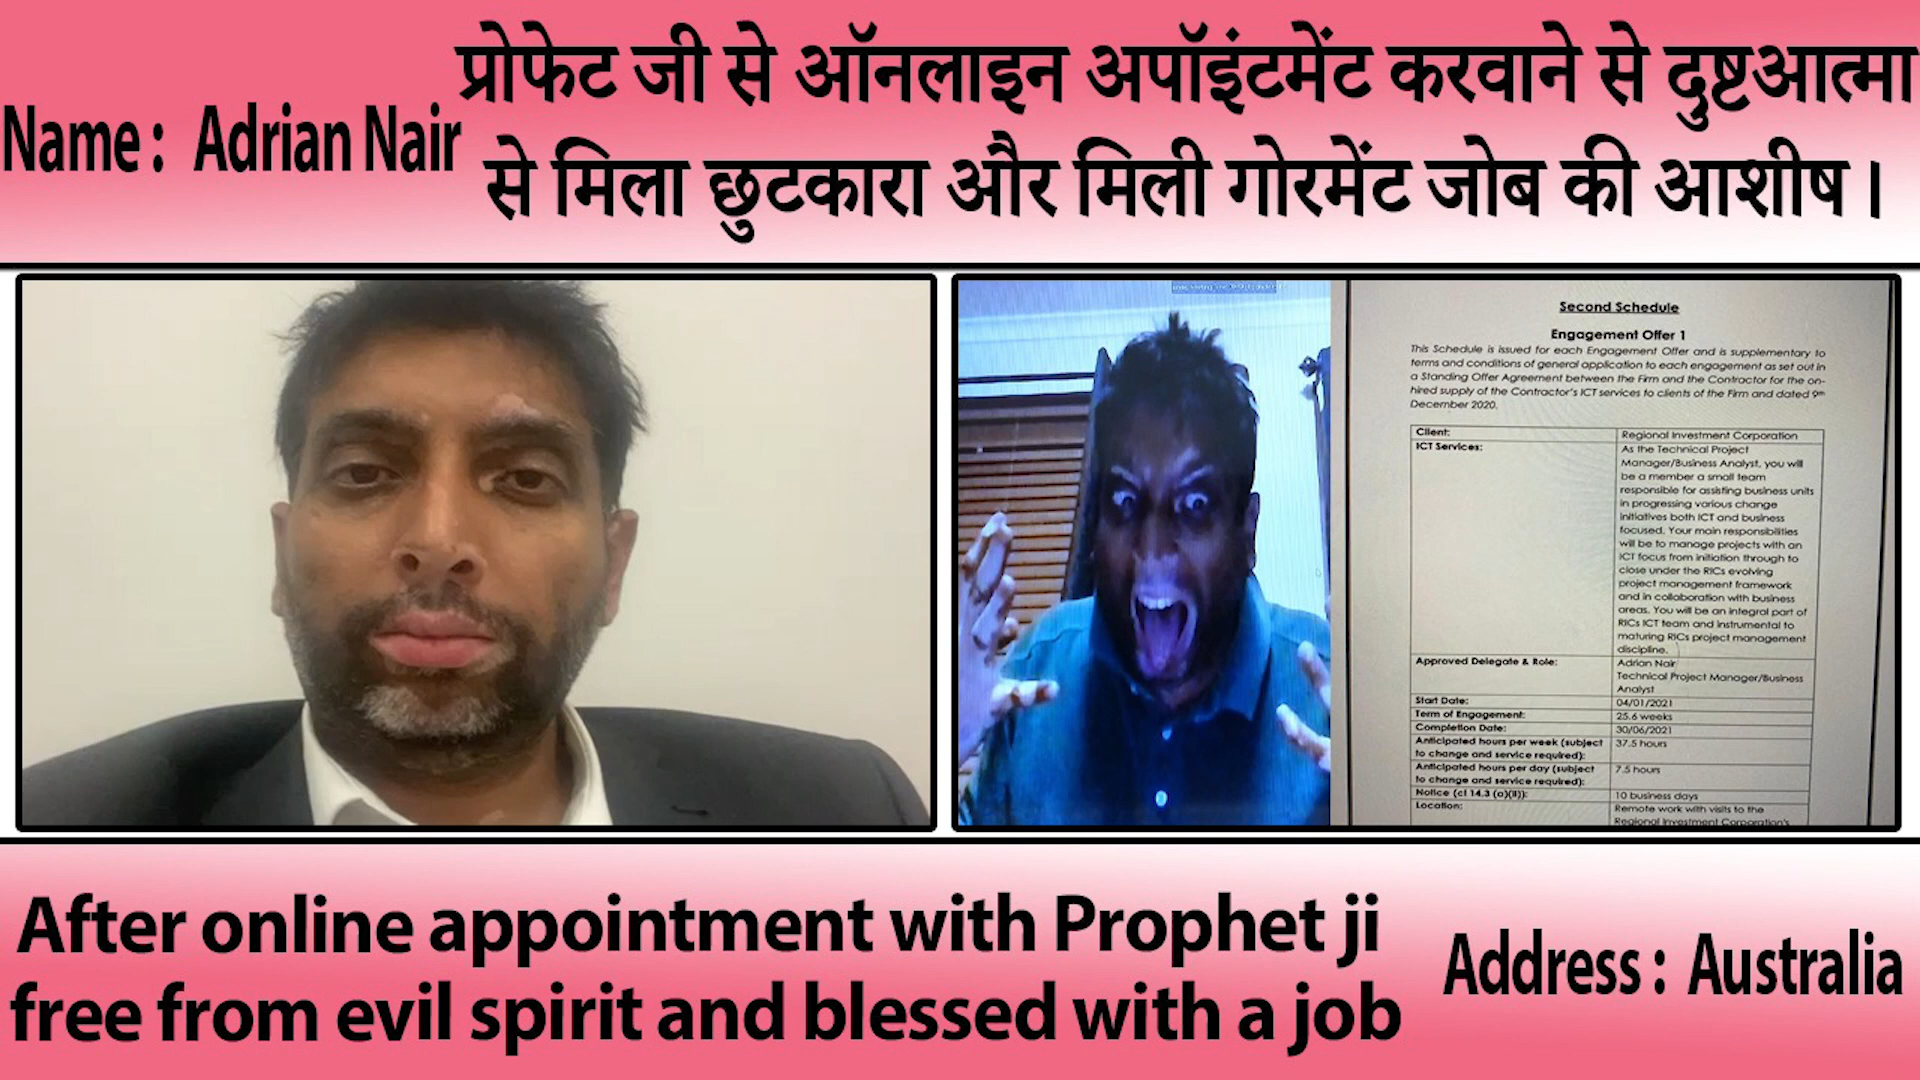 प्रोफेट जी से ऑनलाइन अपॉइंटमेंट करवाने से दुष्टआत्मा
Name : Adrian Nair
से मिला छुटकारा और मिली गोरमेंट जोब की आशीष।
Second Schedule
Engagement Offer 1
This Schedule is issued for each Engagement Offer and is supplementary to
terms and conditions of general application to each engagement as set out in
a Standing Offer Agreement between the Firm and the Contractor for the on-
hired supply of the Contractor's ICT services to clients of the Firm and dated 9th
December 2020.
Client: Regional Investment Corporation
ICT Services: As the Technical Project
Manager/Business Analyst, you will
be a member a small team
responsible for assisting business units
in progressing various change
initiatives both ICT and business
focused. Your main responsibilities
will be to manage projects with an
ICT focus from initiation through to
close under the RICs evolving
project management framework
and in collaboration with business
areas. You will be an integral part of
RICs ICT team and instrumental to
maturing RICs project management
discipline.
Approved Delegate & Role: Adrian Nair
Technical Project Manager/Business
Analyst
Start Date: 04/01/2021
Term of Engagement: 25.6 weeks
Completion Date: 30/06/2021
Anticipated hours per week (subject 37.5 hours
to change and service required):
Anticipated hours per day (subject 7.5 hours
to change and service required):
Notice (cl 14.3 (a)(ii)): 10 business days
Location: Remote work with visits to the
Regional Investment Corporation's
After online appointment with Prophet ji
free from evil spirit and blessed with a job
Address : Australia